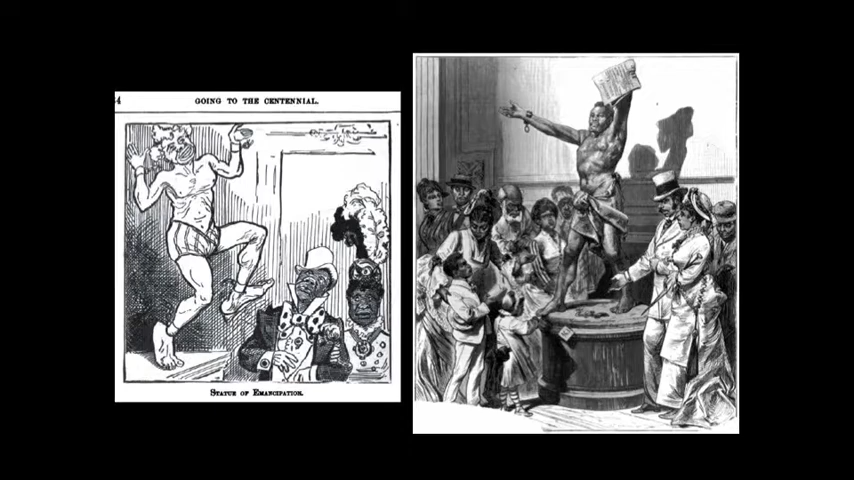 4
GOING TO THE CENTENNIAL.
STATUE OF EMANCIPATION.